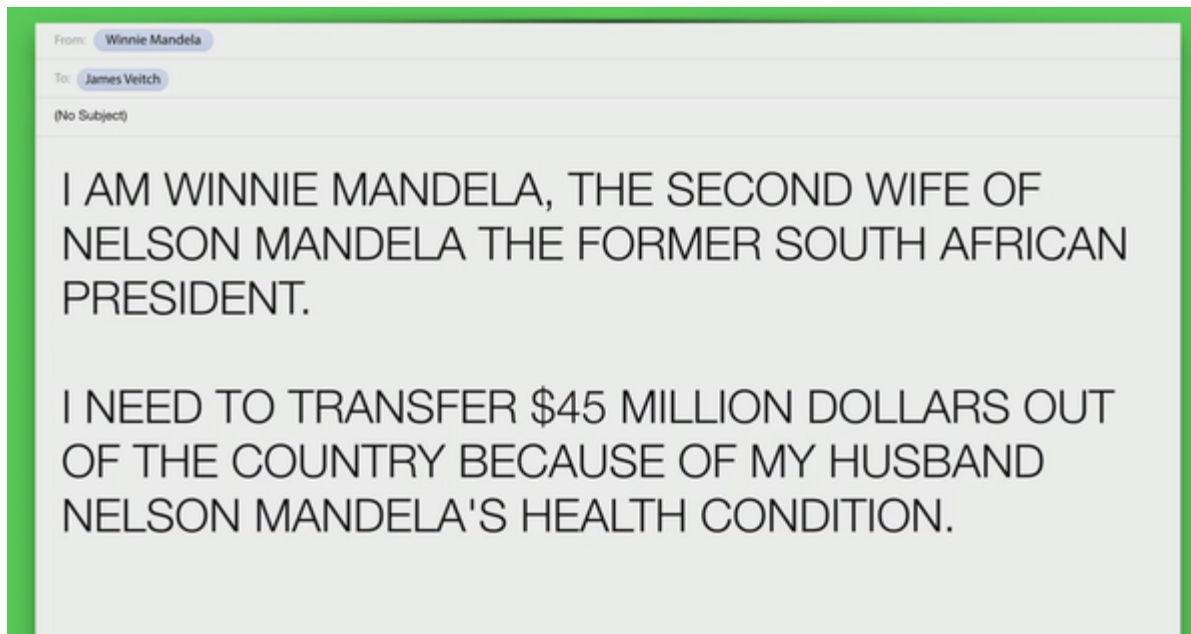 From: Winnie Mandela
To: James Veitch
(No Subject)
I AM WINNIE MANDELA, THE SECOND WIFE OF
NELSON MANDELA THE FORMER SOUTH AFRICAN
PRESIDENT.
I NEED TO TRANSFER $45 MILLION DOLLARS OUT
OF THE COUNTRY BECAUSE OF MY HUSBAND
NELSON MANDELA'S HEALTH CONDITION.